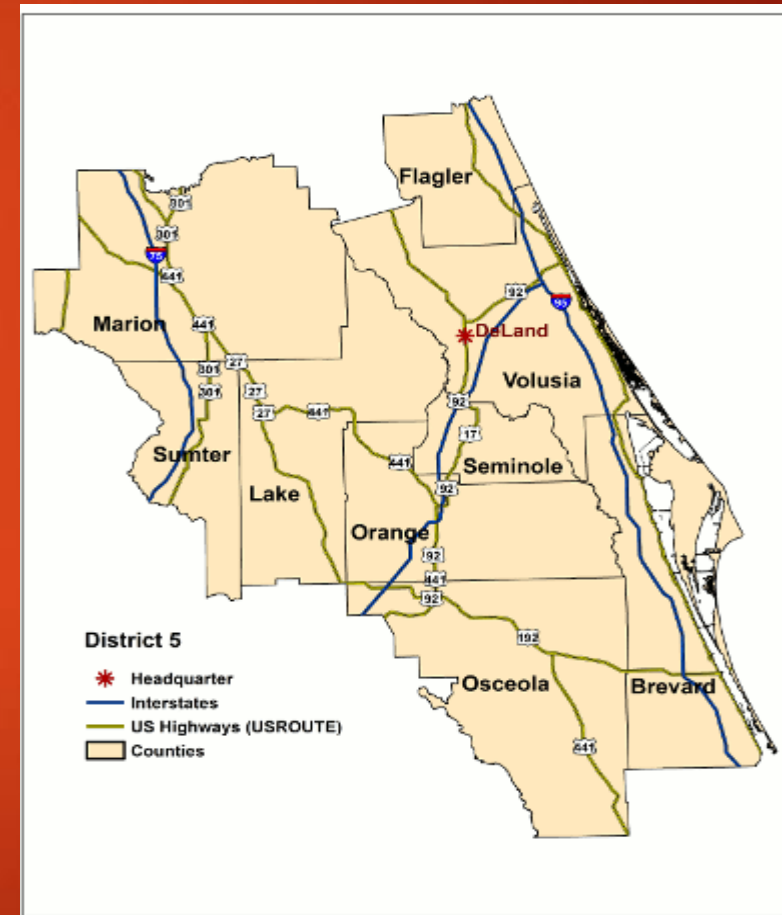 Flagler
301
301
75
441
92
95
Marion
441
DeLand
27
301
Volusia
301
27
92
27
441
17
Sumter
441
Seminole
Lake
92
Orange
92
441
92
192
District 5
Headquarter
Osceola
Brevard
Interstates
US Highways (USROUTE)
441
Counties